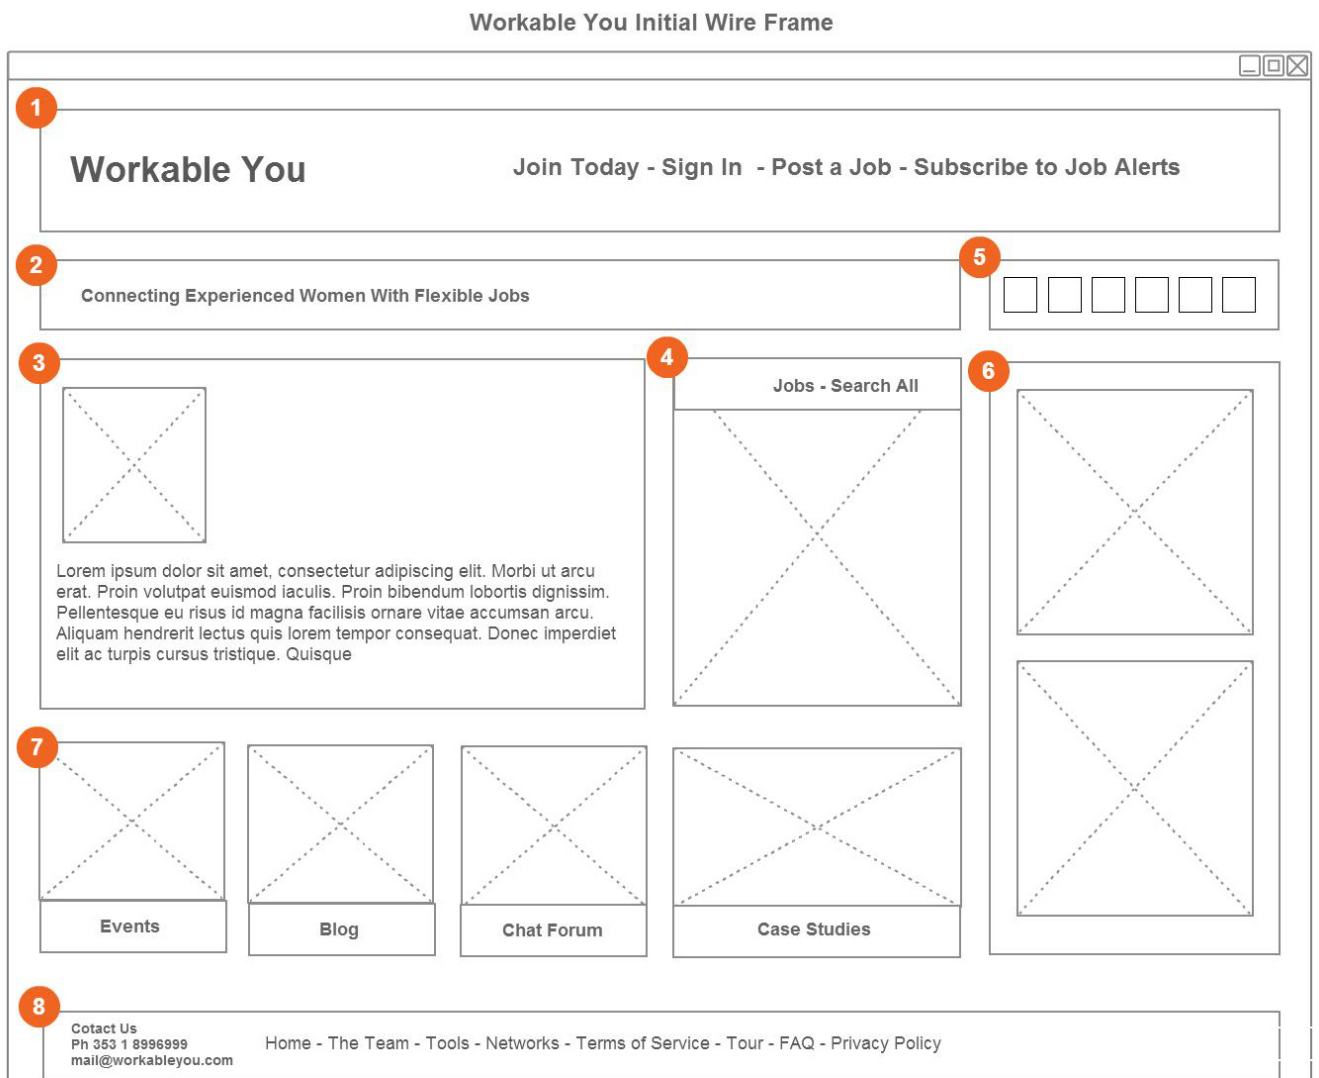 Workable You Initial Wire Frame
1
Workable You
Join Today - Sign In  - Post a Job - Subscribe to Job Alerts
2
Connecting Experienced Women With Flexible Jobs
5
3
Lorem ipsum dolor sit amet, consectetur adipiscing elit. Morbi ut arcu
erat. Proin volutpat euismod iaculis. Proin bibendum lobortis dignissim.
Pellentesque eu risus id magna facilisis ornare vitae accumsan arcu.
Aliquam hendrerit lectus quis lorem tempor consequat. Donec imperdiet
elit ac turpis cursus tristique. Quisque
4
Jobs - Search All
6
7
Events
Blog
Chat Forum
Case Studies
8
Cotact Us
Ph 353 1 8996999
mail@workableyou.com
Home - The Team - Tools - Networks - Terms of Service - Tour - FAQ - Privacy Policy